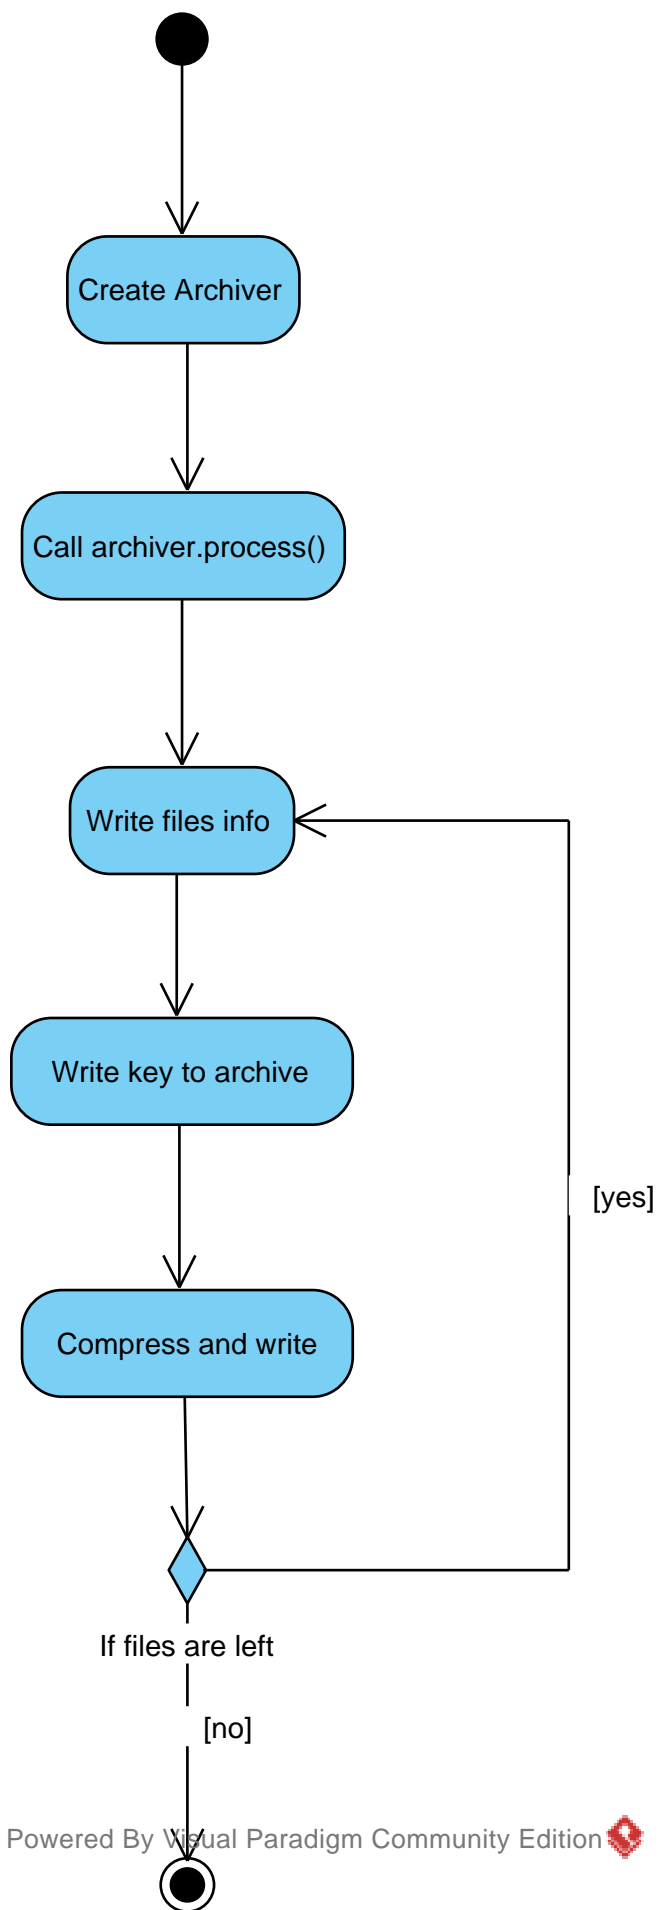 Create Archiver
Call archiver.process()
Write files info
Write key to archive
[yes]
Compress and write
If files are left
[no]
Powered By Visual Paradigm Community Edition